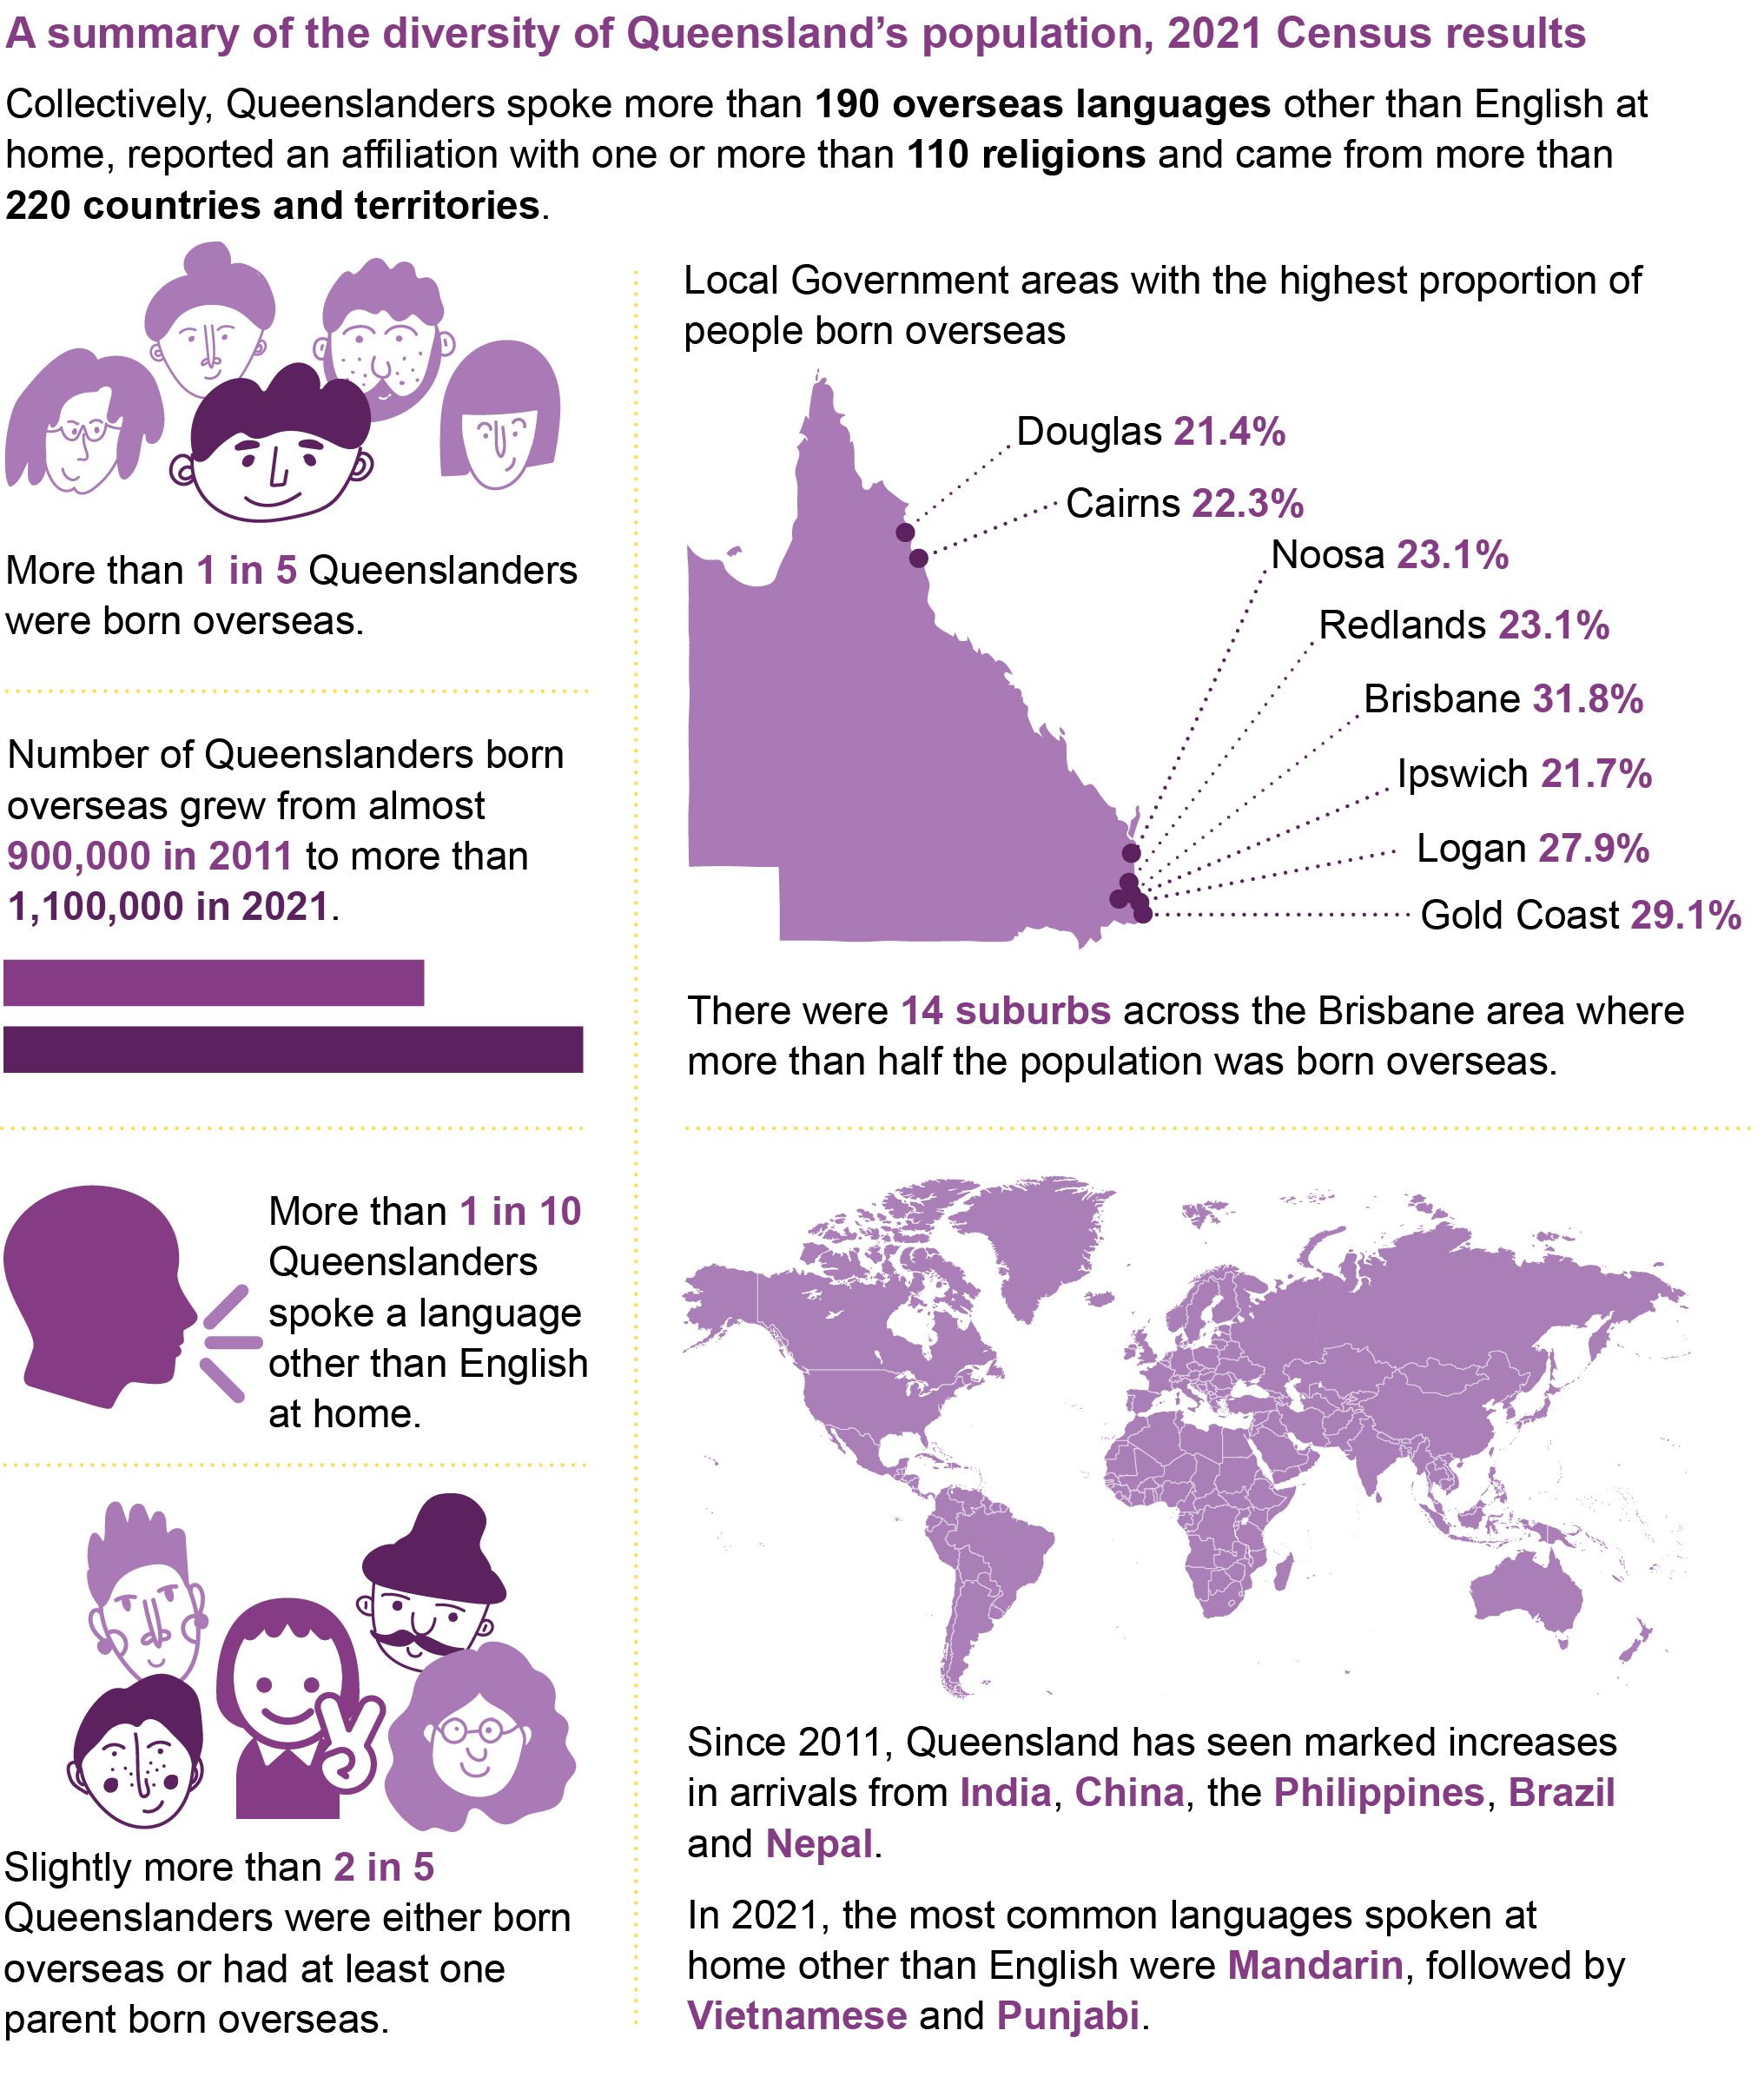 A summary of the diversity of Queensland’s population, 2021 Census results
Collectively, Queenslanders spoke more than 190 overseas languages other than English at
home, reported an affiliation with one or more than 110 religions and came from more than
220 countries and territories.
More than 1 in 5 Queenslanders
were born overseas.
Number of Queenslanders born
overseas grew from almost
900,000 in 2011 to more than
1,100,000 in 2021.
More than 1 in 10
Queenslanders
spoke a language
other than English
at home.
Slightly more than 2 in 5
Queenslanders were either born
overseas or had at least one
parent born overseas.
Local Government areas with the highest proportion of
people born overseas
Douglas 21.4%
Cairns 22.3%
Noosa 23.1%
Redlands 23.1%
Brisbane 31.8%
Ipswich 21.7%
Logan 27.9%
Gold Coast 29.1%
There were 14 suburbs across the Brisbane area where
more than half the population was born overseas.
Since 2011, Queensland has seen marked increases
in arrivals from India, China, the Philippines, Brazil
and Nepal.
In 2021, the most common languages spoken at
home other than English were Mandarin, followed by
Vietnamese and Punjabi.